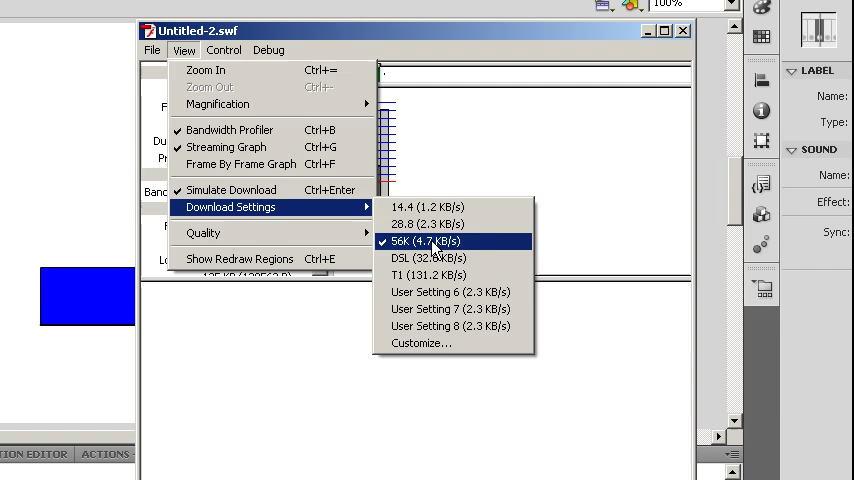 100%
Untitled-2.swf
File View Control Debug
Zoom In Ctrl+=
Zoom Out Ctrl+-
Magnification
Bandwidth Profiler Ctrl+B
Streaming Graph Ctrl+G
Frame By Frame Graph Ctrl+F
Simulate Download Ctrl+Enter
Download Settings
Quality
Show Redraw Regions Ctrl+E
14.4 (1.2 KB/s)
28.8 (2.3 KB/s)
56K (4.7 KB/s)
DSL (32.6 KB/s)
T1 (131.2 KB/s)
User Setting 6 (2.3 KB/s)
User Setting 7 (2.3 KB/s)
User Setting 8 (2.3 KB/s)
Customize...
LABEL
Name:
Type:
SOUND
Name:
Effect:
Sync:
TION EDITOR ACTIONS -